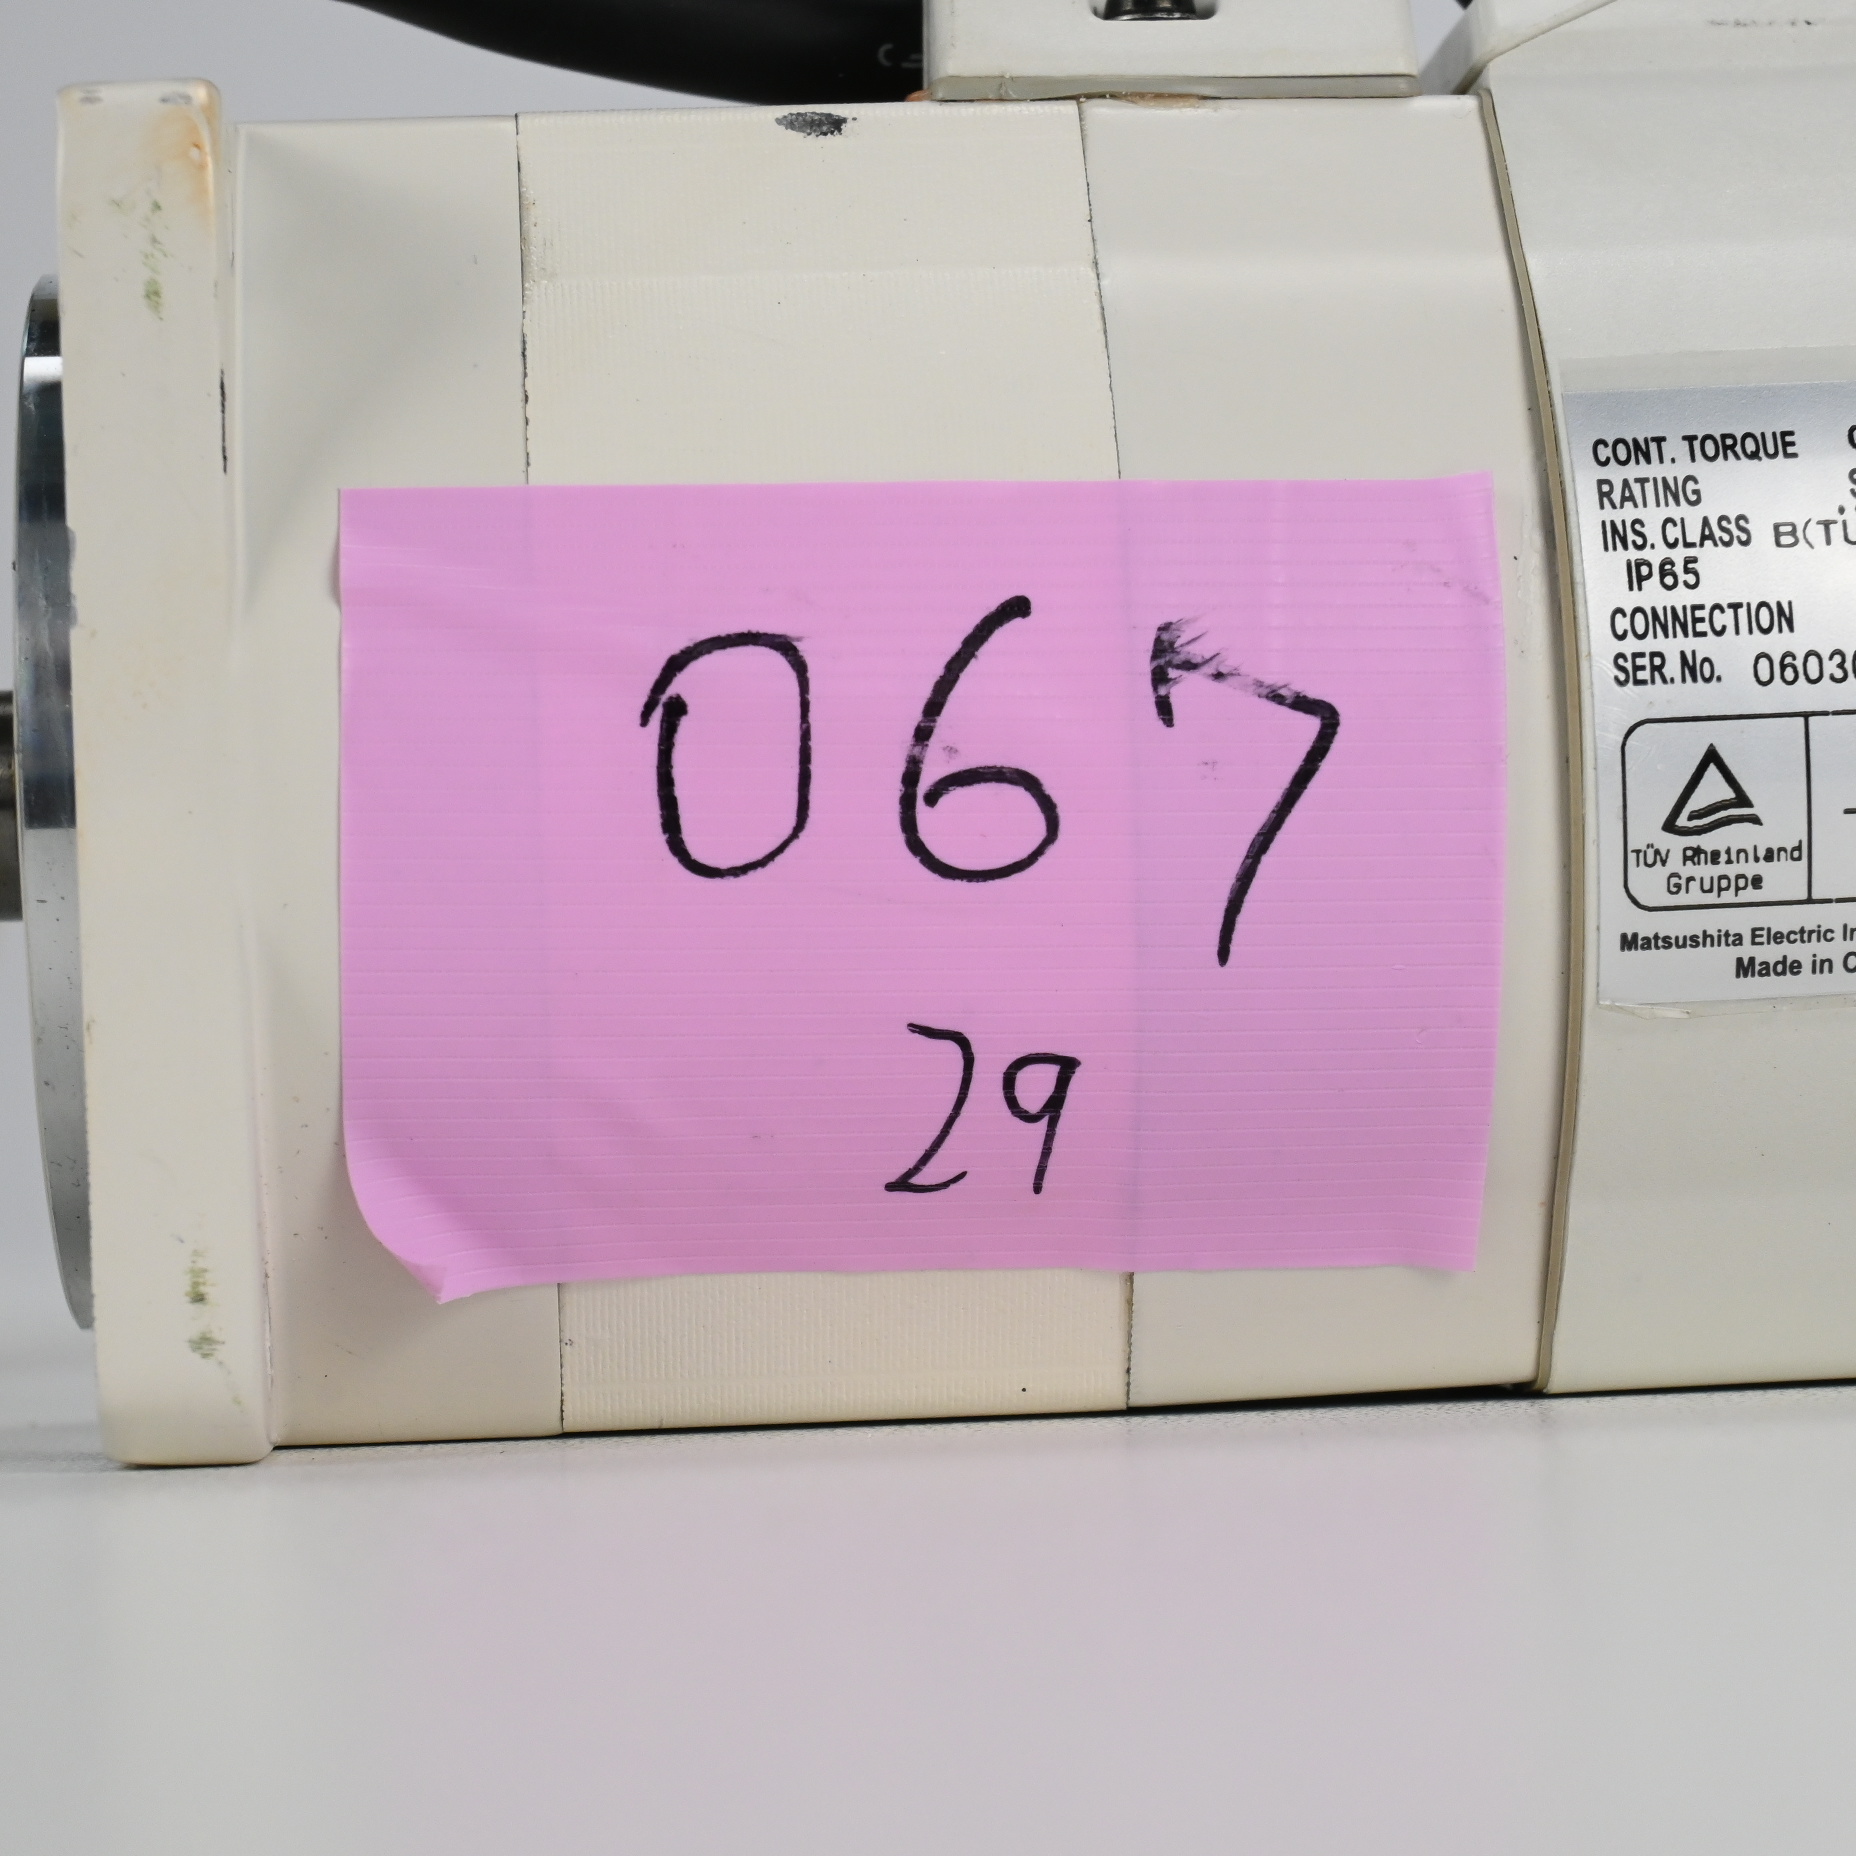 067
29
CONT. TORQUE
RATING
INS. CLASS B(TÜ
IP65
CONNECTION
SER. No. 0603
TÜV Rheinland
Gruppe
Matsushita Electric
Made in